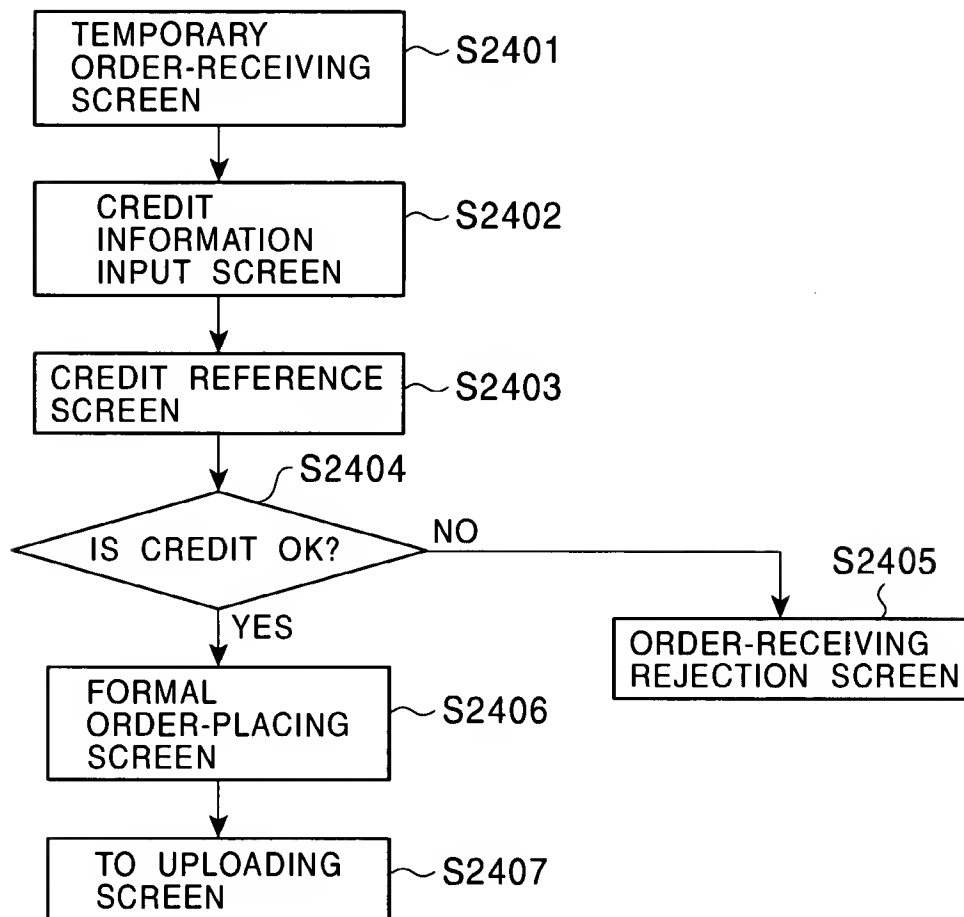 TEMPORARY
ORDER-RECEIVING
SCREEN
S2401
CREDIT
INFORMATION
INPUT SCREEN
S2402
CREDIT REFERENCE
SCREEN
S2403
S2404
IS CREDIT OK?
NO
YES
S2405
ORDER-RECEIVING
REJECTION SCREEN
FORMAL
ORDER-PLACING
SCREEN
S2406
TO UPLOADING
SCREEN
S2407